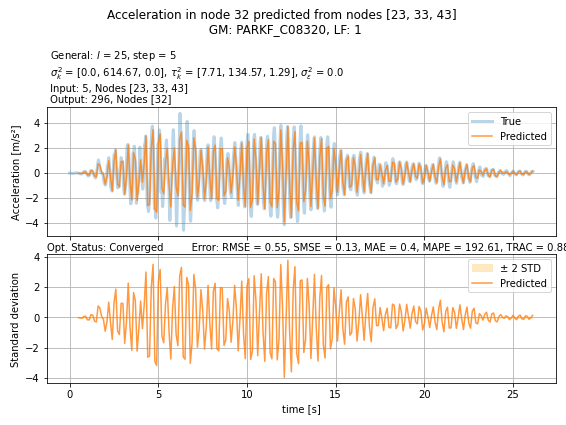 Acceleration in node 32 predicted from nodes [23, 33, 43]
GM: PARKF_C08320, LF: 1
General: l = 25, step = 5
σ²ₖ = [0.0, 614.67, 0.0], τ²ₖ = [7.71, 134.57, 1.29], σ²ᵣ = 0.0
Input: 5, Nodes [23, 33, 43]
Output: 296, Nodes [32]
Acceleration [m/s²]
4
2
0
−2
−4
True
Predicted
Opt. Status: Converged Error: RMSE = 0.55, SMSE = 0.13, MAE = 0.4, MAPE = 192.61, TRAC = 0.88
Standard deviation
4
2
0
−2
−4
± 2 STD
Predicted
0 5 10 15 20 25
time [s]